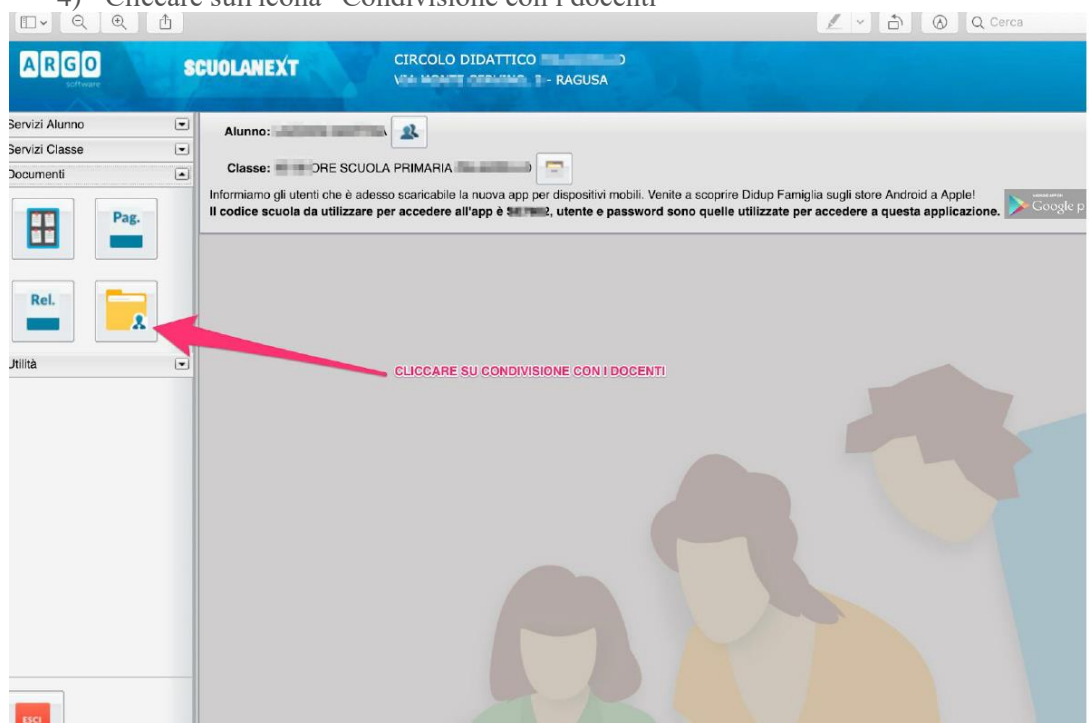 4) Cliccare sull'icona "Condivisione con i docenti"
Cerca
ARGO
software
SCUOLANEXT
CIRCOLO DIDATTICO
- RAGUSA
Servizi Alunno
Servizi Classe
Documenti
Pag.
Rel.
Utilità
ESCI
Alunno:
Classe: ORE SCUOLA PRIMARIA
Informiamo gli utenti che è adesso scaricabile la nuova app per dispositivi mobili. Venite a scoprire Didup Famiglia sugli store Android a Apple!
Il codice scuola da utilizzare per accedere all'app è 2, utente e password sono quelle utilizzate per accedere a questa applicazione.
Google p
CLICCARE SU CONDIVISIONE CON I DOCENTI